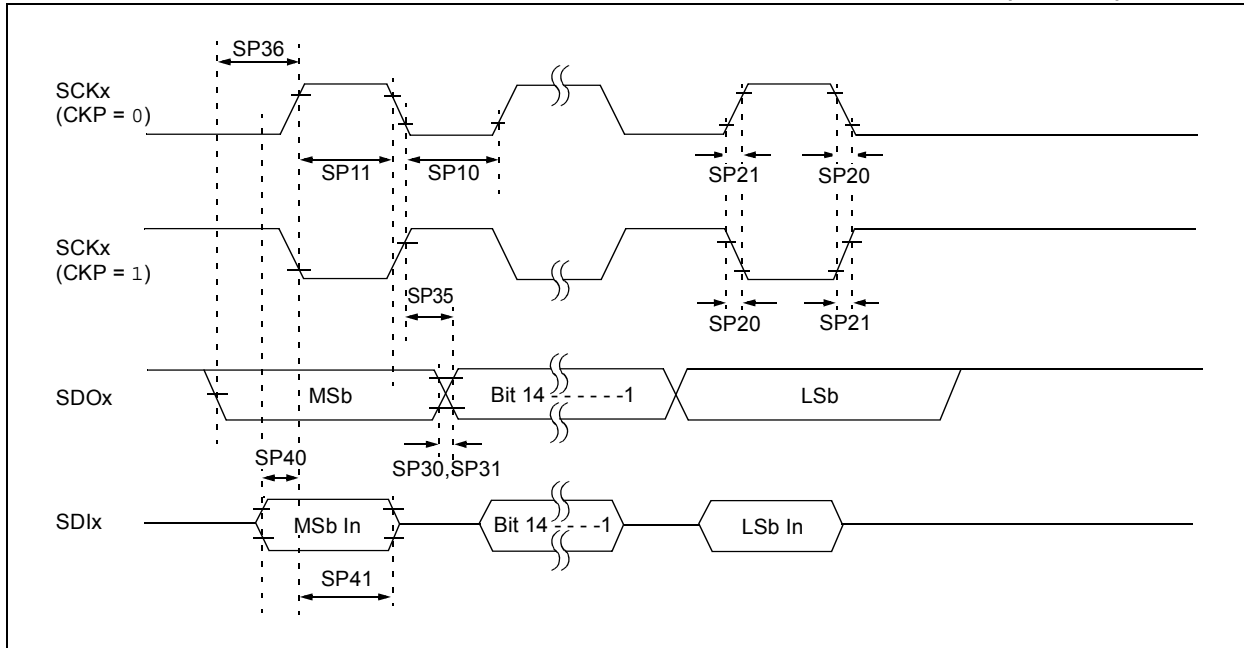 SP36
SCKx
(CKP = 0)
SP11
SP10
SP21
SP20
SCKx
(CKP = 1)
SP35
SP20
SP21
SDOx
MSb
Bit 14 - - - - - -1
LSb
SP40
SP30,SP31
SDIx
MSb In
Bit 14 - - - -1
LSb In
SP41